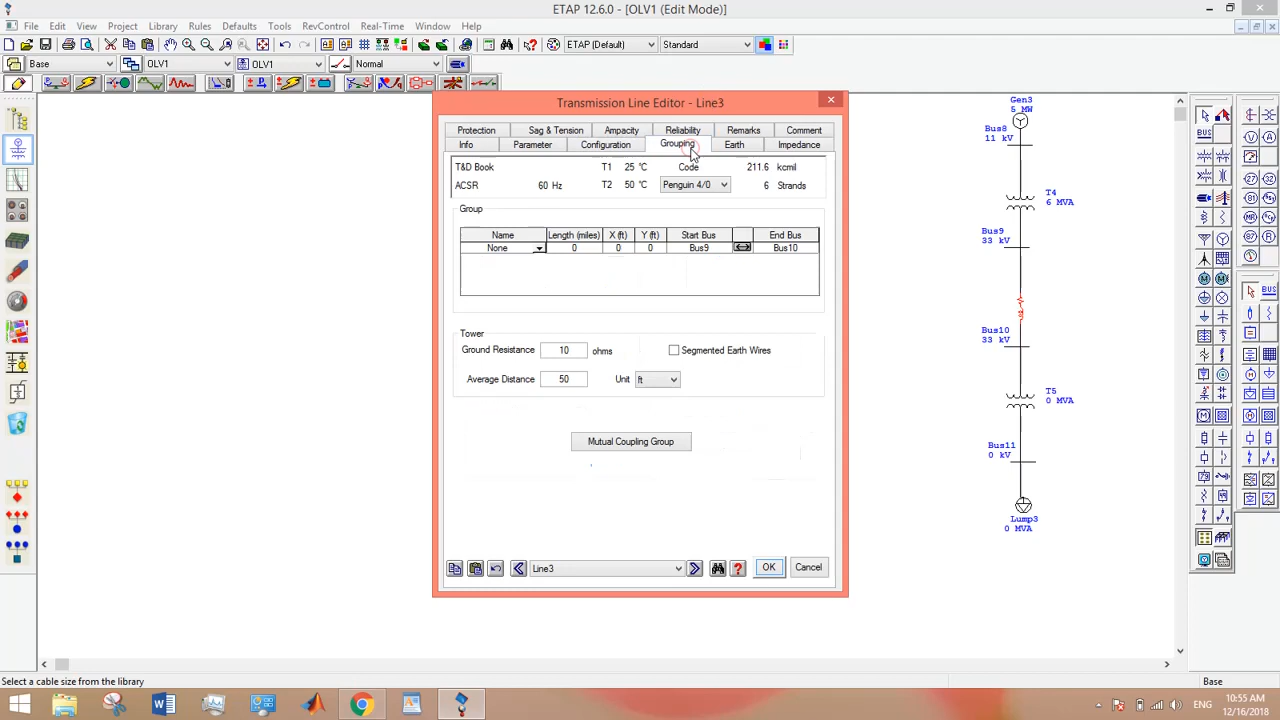 ETAP 12.6.0 - [OLV1 (Edit Mode)]
File Edit View Project Library Rules Defaults Tools RevControl Real-Time Window Help
ETAP (Default) Standard
Base OLV1 OLV1 Normal
Transmission Line Editor - Line3
Protection Sag & Tension Ampacity Reliability Remarks Comment
Info Parameter Configuration Grouping Earth Impedance
T&D Book T1 25 °C Code 211.6 kcmil
ACSR 60 Hz T2 50 °C Penguin 4/0 6 Strands
Group
Name Length (miles) X (ft) Y (ft) Start Bus End Bus
None 0 0 0 Bus9 Bus10
Tower
Ground Resistance 10 ohms Segmented Earth Wires
Average Distance 50 Unit ft
Mutual Coupling Group
Line3 OK Cancel
Gen3
5 MW
Bus8
11 kV
T4
6 MVA
Bus9
33 kV
Bus10
33 kV
T5
0 MVA
Bus11
0 kV
Lump3
0 MVA
BUS
BUS
Select a cable size from the library Base
ENG 10:55 AM
12/16/2018